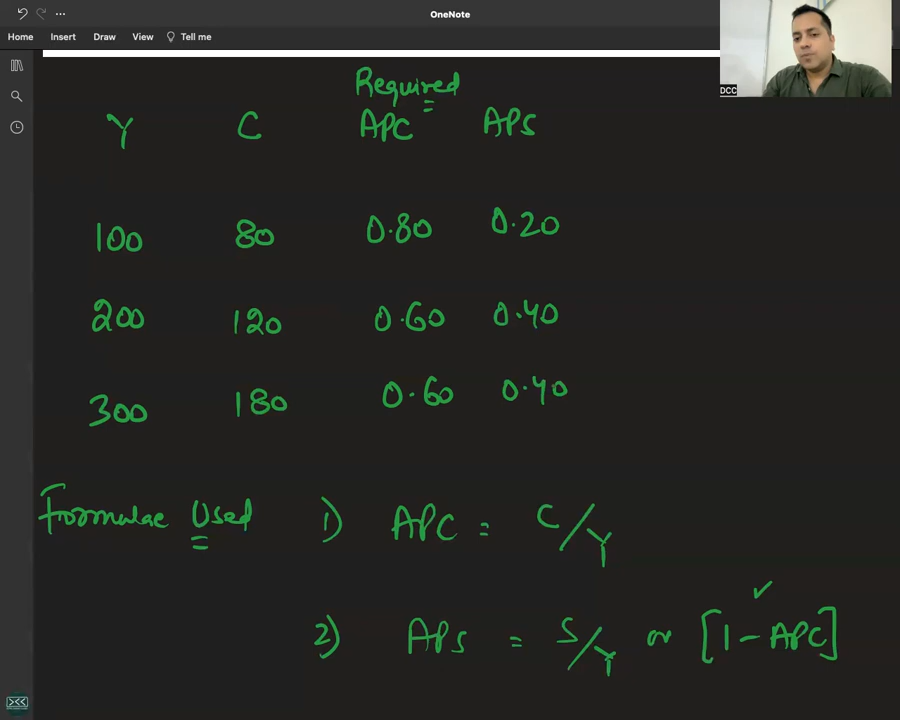 OneNote
Home Insert Draw View Tell me
DCC
Required
Y C APC APS
100 80 0.80 0.20
200 120 0.60 0.40
300 180 0.60 0.40
Formulae Used 1) APC = C/Y
2) APS = S/Y or [1 - APC] ✓